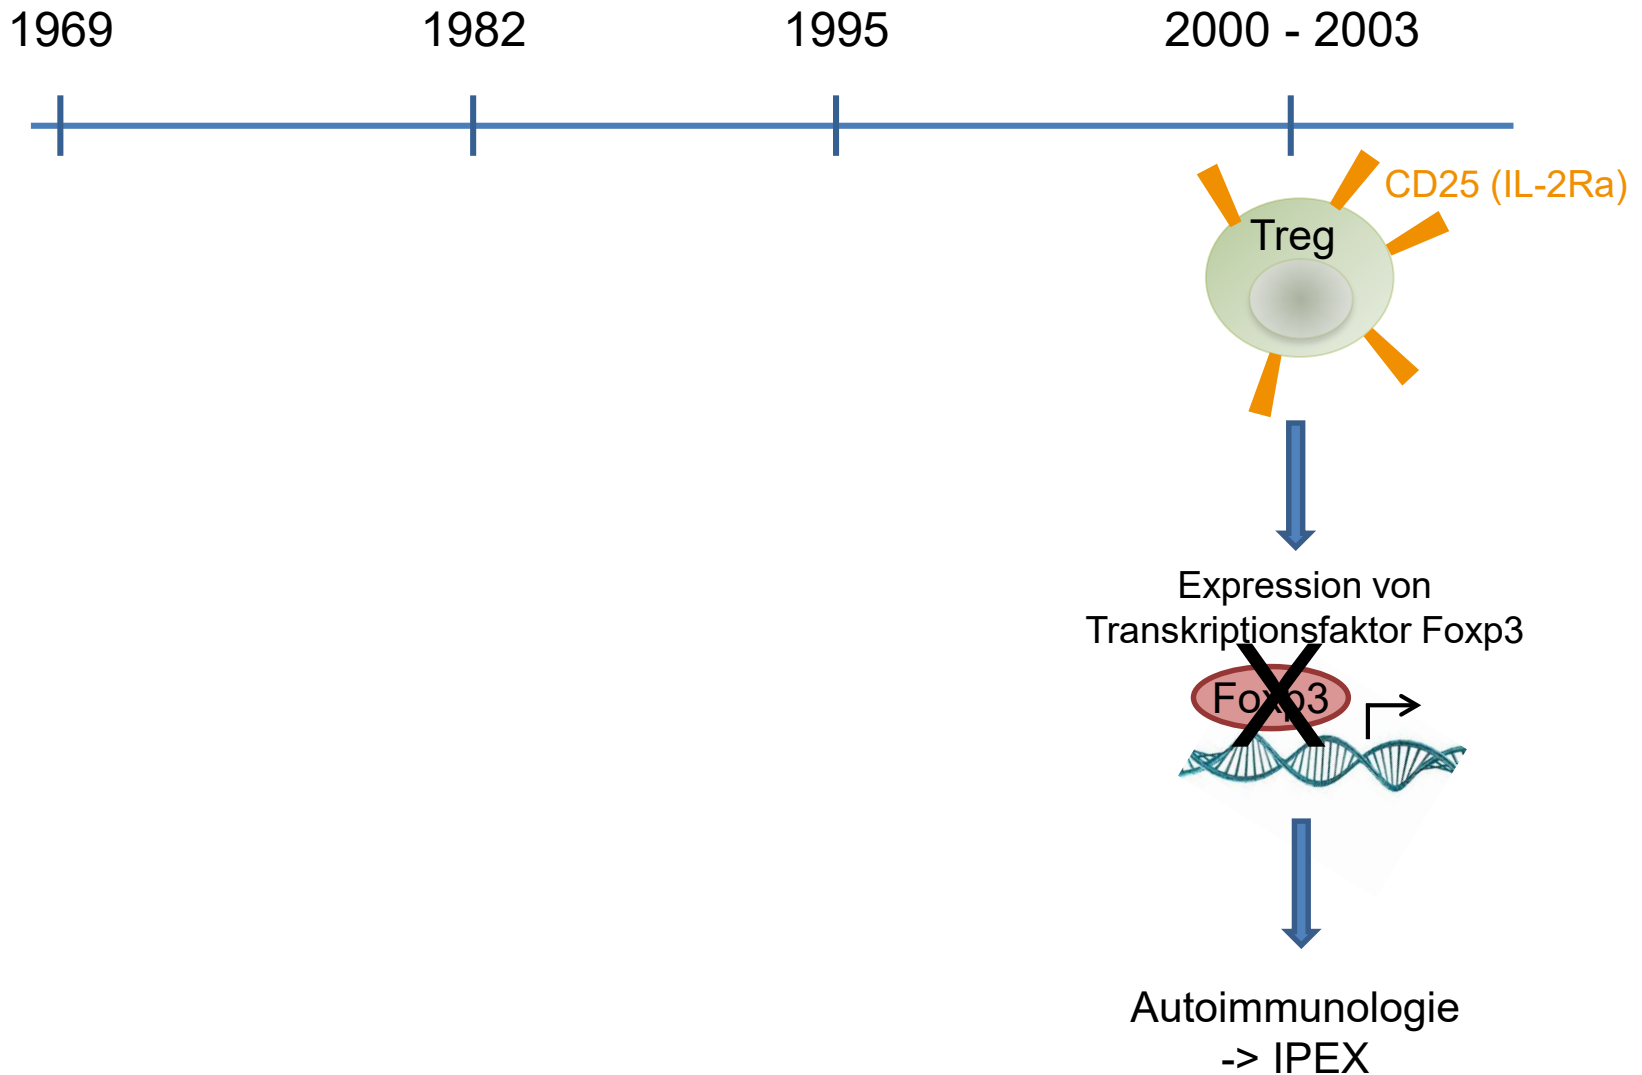 1969 1982 1995 2000 - 2003
CD25 (IL-2Ra)
Treg
Expression von
Transkriptionsfaktor Foxp3
Foxp3
Autoimmunologie
-> IPEX